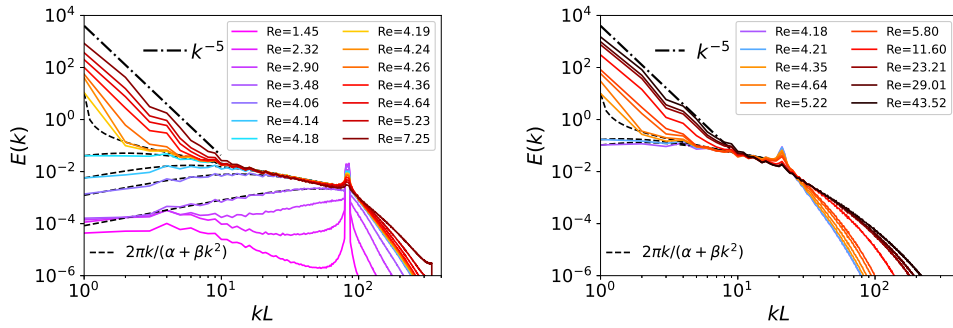 10^4
10^2
10^0
10^{-2}
10^{-4}
10^{-6}
E(k)
k^{-5}
Re=1.45
Re=2.32
Re=2.90
Re=3.48
Re=4.06
Re=4.14
Re=4.18
Re=4.19
Re=4.24
Re=4.26
Re=4.36
Re=4.64
Re=5.23
Re=7.25
2πk/(α + βk^2)
10^0
10^1
10^2
kL
10^4
10^2
10^0
10^{-2}
10^{-4}
10^{-6}
E(k)
k^{-5}
Re=4.18
Re=4.21
Re=4.35
Re=4.64
Re=5.22
Re=5.80
Re=11.60
Re=23.21
Re=29.01
Re=43.52
2πk/(α + βk^2)
10^0
10^1
10^2
kL